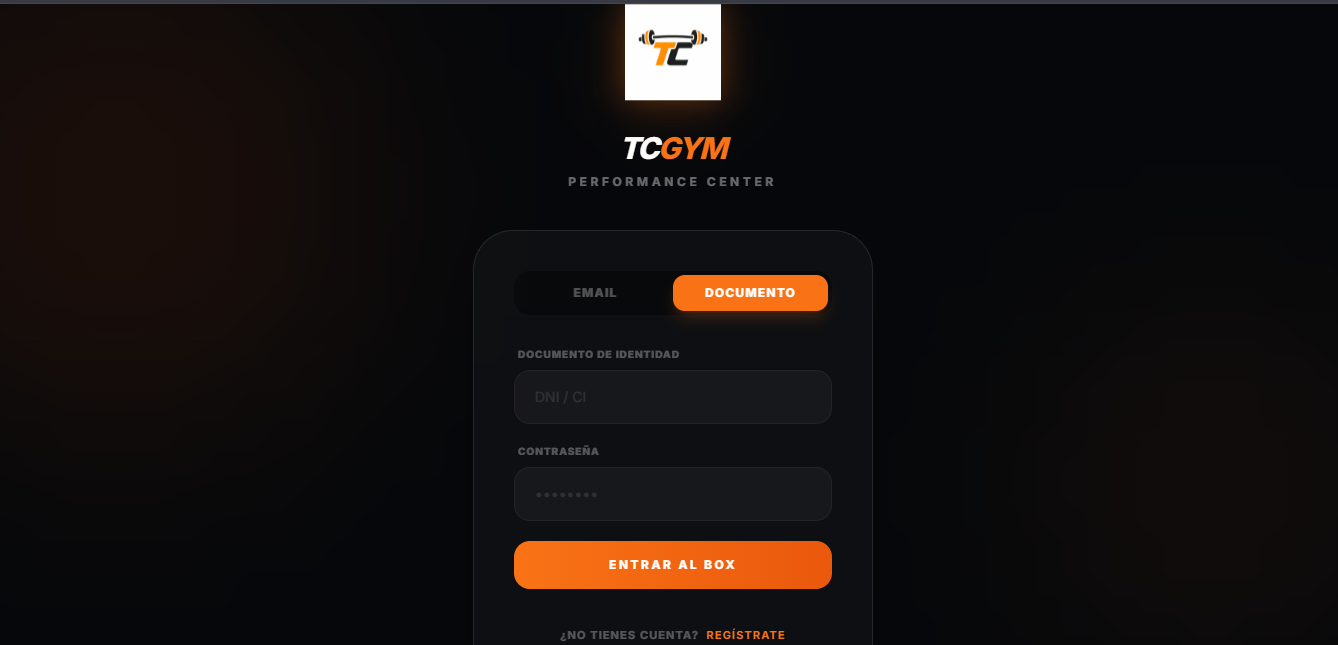 TC
TCGYM
PERFORMANCE CENTER
EMAIL DOCUMENTO
DOCUMENTO DE IDENTIDAD
DNI / CI
CONTRASEÑA
••••••••
ENTRAR AL BOX
¿NO TIENES CUENTA? REGÍSTRATE